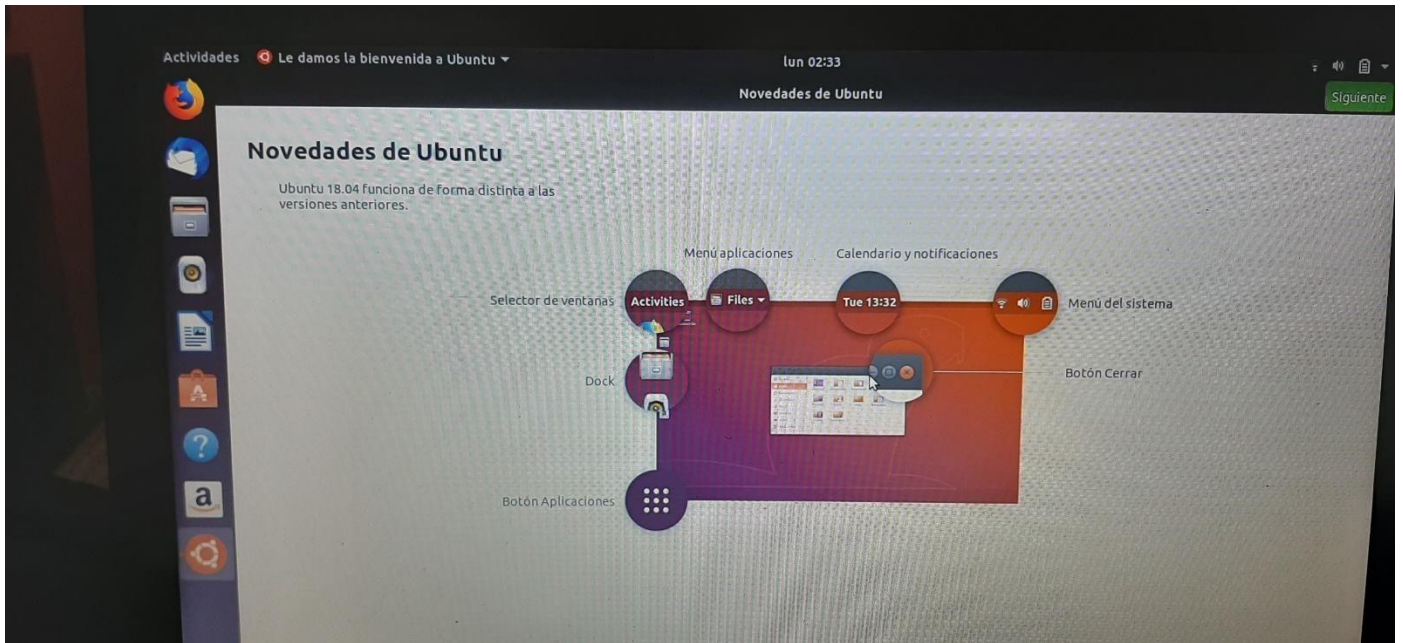 Actividades
Le damos la bienvenida a Ubuntu
lun 02:33
Novedades de Ubuntu
Siguiente
Novedades de Ubuntu
Ubuntu 18.04 funciona de forma distinta a las
versiones anteriores.
Menú aplicaciones
Calendario y notificaciones
Selector de ventanas
Activities
Files
Tue 13:32
Menú del sistema
Dock
Botón Cerrar
Botón Aplicaciones
a